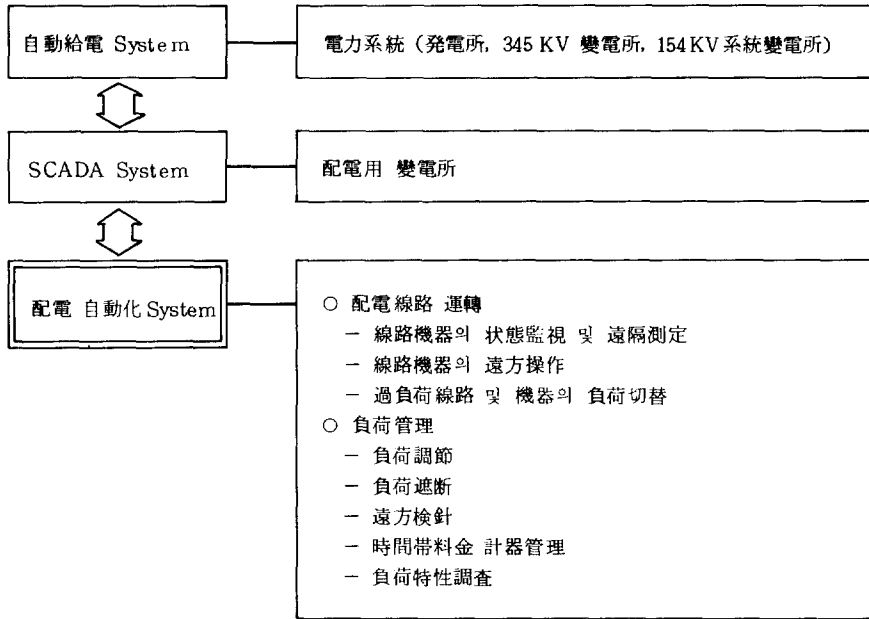 自動給電 System
電力系統 (発電所, 345 KV 變電所, 154KV 系統變電所)
SCADA System
配電用 變電所
配電 自動化 System
○ 配電線路 運轉
－ 線路機器의 状態監視 및 遠隔測定
－ 線路機器의 遠方操作
－ 過負荷線路 및 機器의 負荷切替
○ 負荷管理
－ 負荷調節
－ 負荷遮断
－ 遠方検針
－ 時間帯料金 計器管理
－ 負荷特性調査